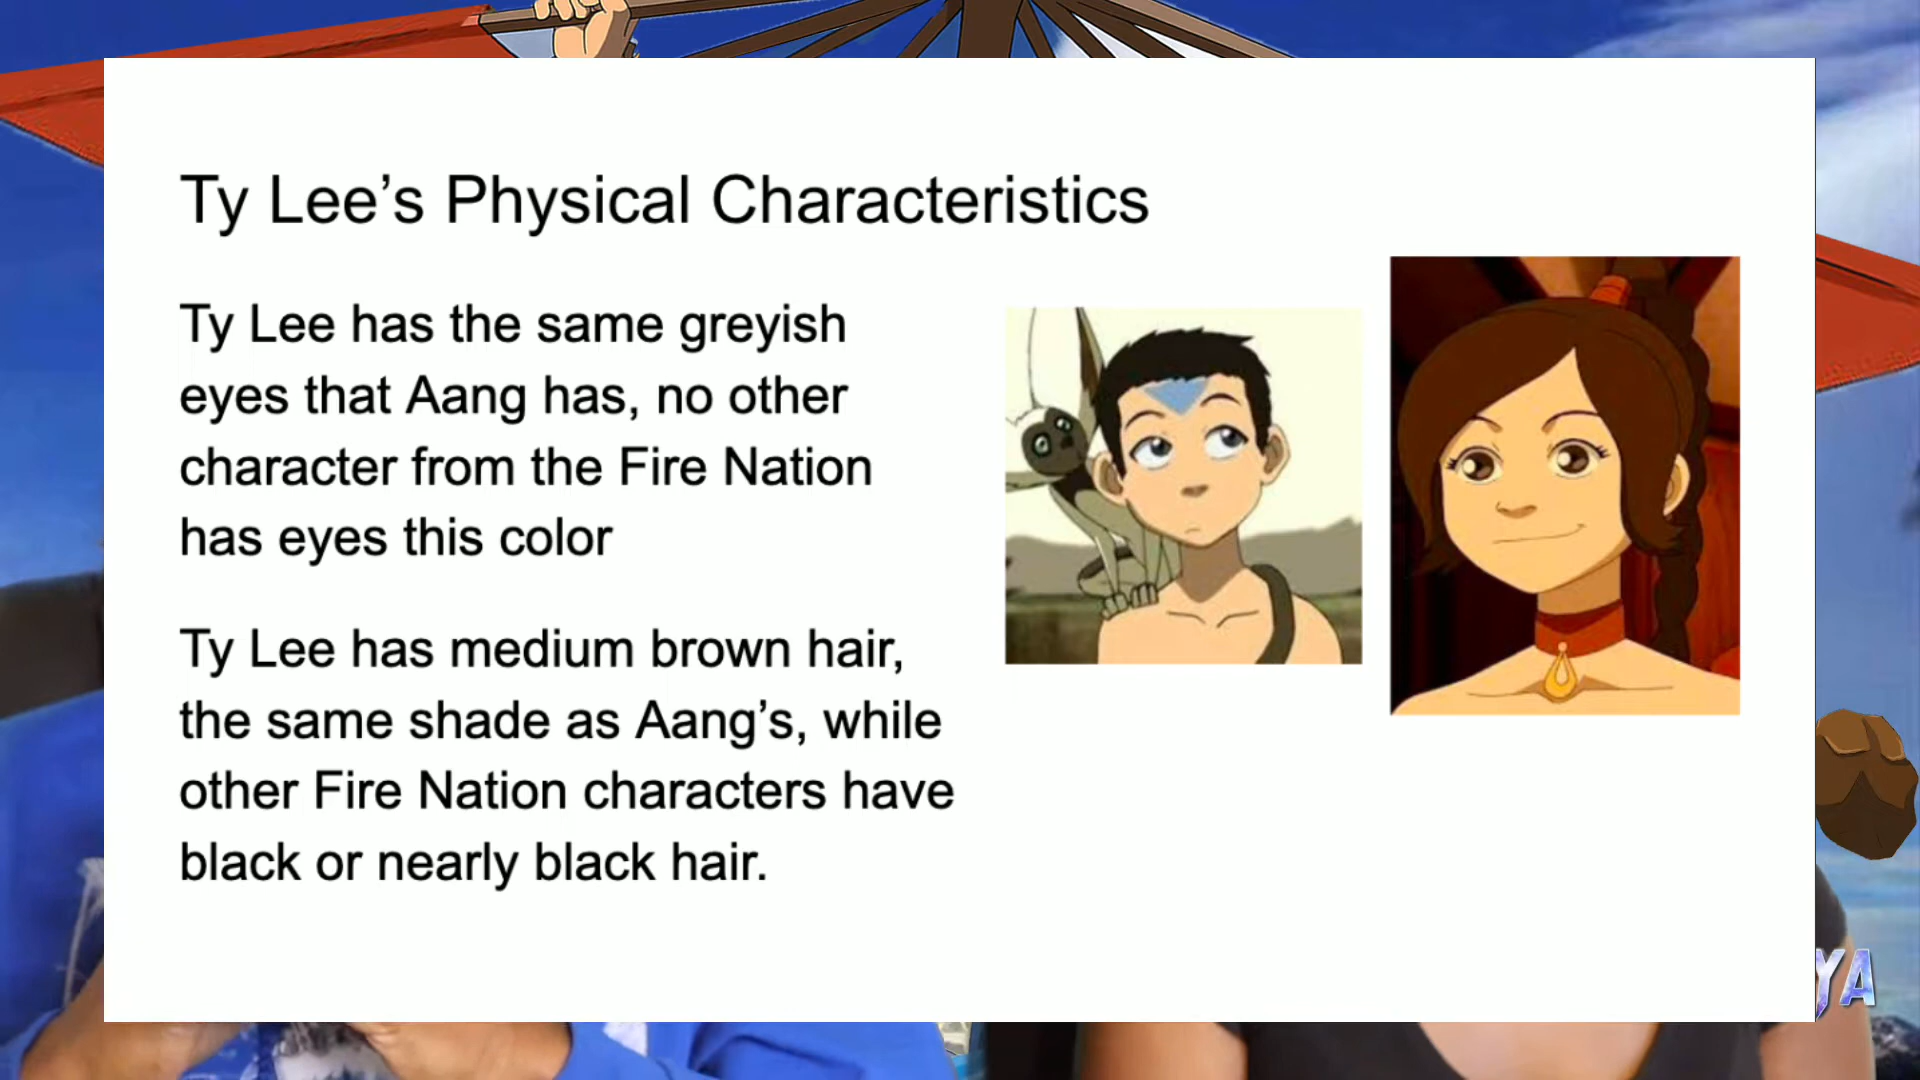 Ty Lee’s Physical Characteristics
Ty Lee has the same greyish
eyes that Aang has, no other
character from the Fire Nation
has eyes this color
Ty Lee has medium brown hair,
the same shade as Aang’s, while
other Fire Nation characters have
black or nearly black hair.
YA